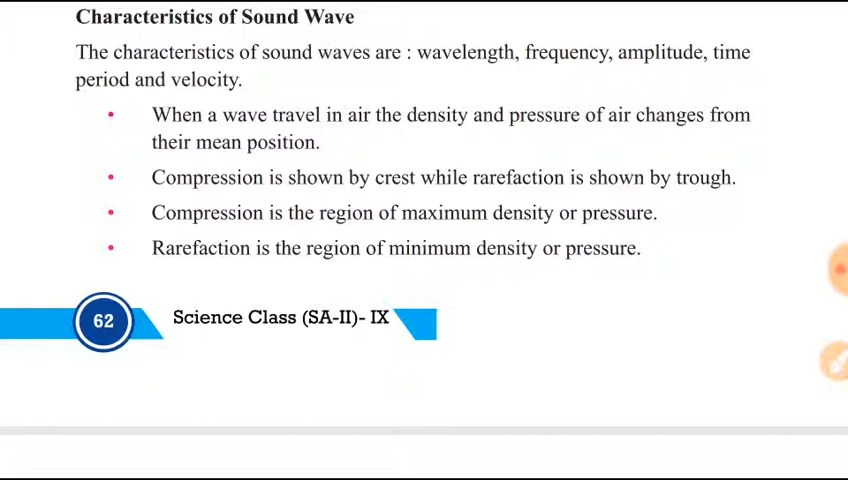 Characteristics of Sound Wave
The characteristics of sound waves are : wavelength, frequency, amplitude, time
period and velocity.
• When a wave travel in air the density and pressure of air changes from
their mean position.
• Compression is shown by crest while rarefaction is shown by trough.
• Compression is the region of maximum density or pressure.
• Rarefaction is the region of minimum density or pressure.
62 Science Class (SA-II)- IX